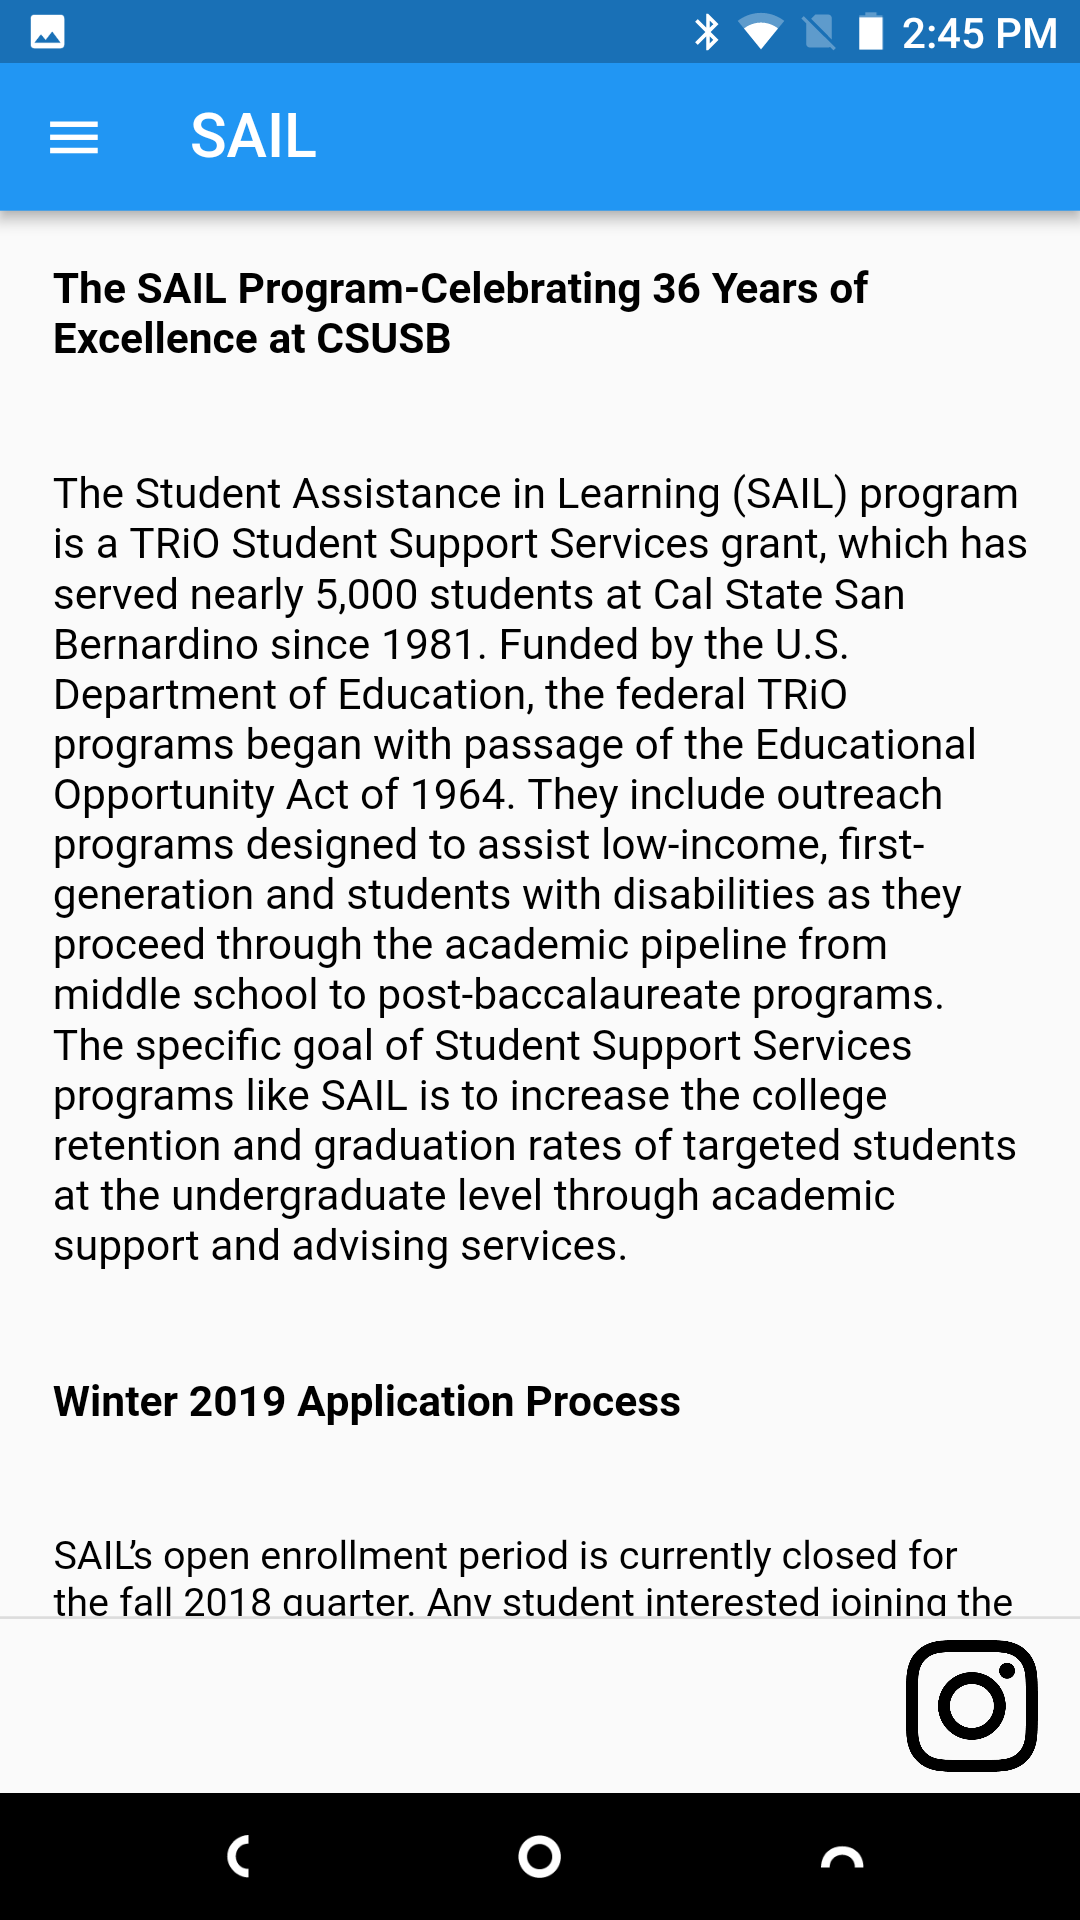 2:45 PM
SAIL
The SAIL Program-Celebrating 36 Years of
Excellence at CSUSB
The Student Assistance in Learning (SAIL) program
is a TRiO Student Support Services grant, which has
served nearly 5,000 students at Cal State San
Bernardino since 1981. Funded by the U.S.
Department of Education, the federal TRiO
programs began with passage of the Educational
Opportunity Act of 1964. They include outreach
programs designed to assist low-income, first-
generation and students with disabilities as they
proceed through the academic pipeline from
middle school to post-baccalaureate programs.
The specific goal of Student Support Services
programs like SAIL is to increase the college
retention and graduation rates of targeted students
at the undergraduate level through academic
support and advising services.
Winter 2019 Application Process
SAIL’s open enrollment period is currently closed for
the fall 2018 quarter. Any student interested joining the